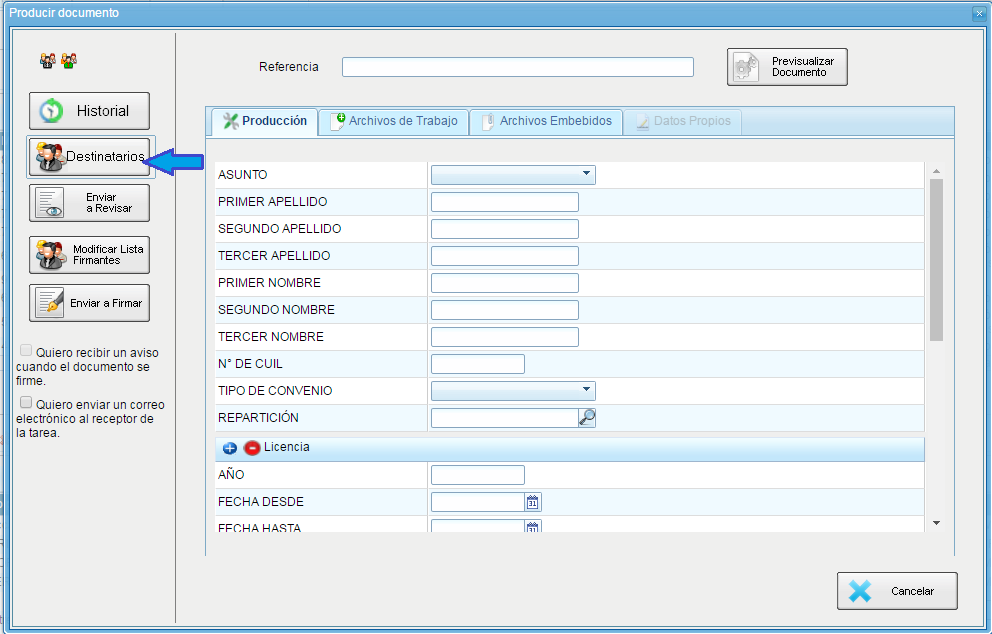 Producir documento
Referencia
Previsualizar
Documento
Historial
Destinatarios
Enviar
a Revisar
Modificar Lista
Firmantes
Enviar a Firmar
Quiero recibir un aviso
cuando el documento se
firme.
Quiero enviar un correo
electrónico al receptor de
la tarea.
Producción
Archivos de Trabajo
Archivos Embebidos
Datos Propios
ASUNTO
PRIMER APELLIDO
SEGUNDO APELLIDO
TERCER APELLIDO
PRIMER NOMBRE
SEGUNDO NOMBRE
TERCER NOMBRE
N° DE CUIL
TIPO DE CONVENIO
REPARTICIÓN
Licencia
AÑO
FECHA DESDE
31
FECHA HASTA
31
Cancelar